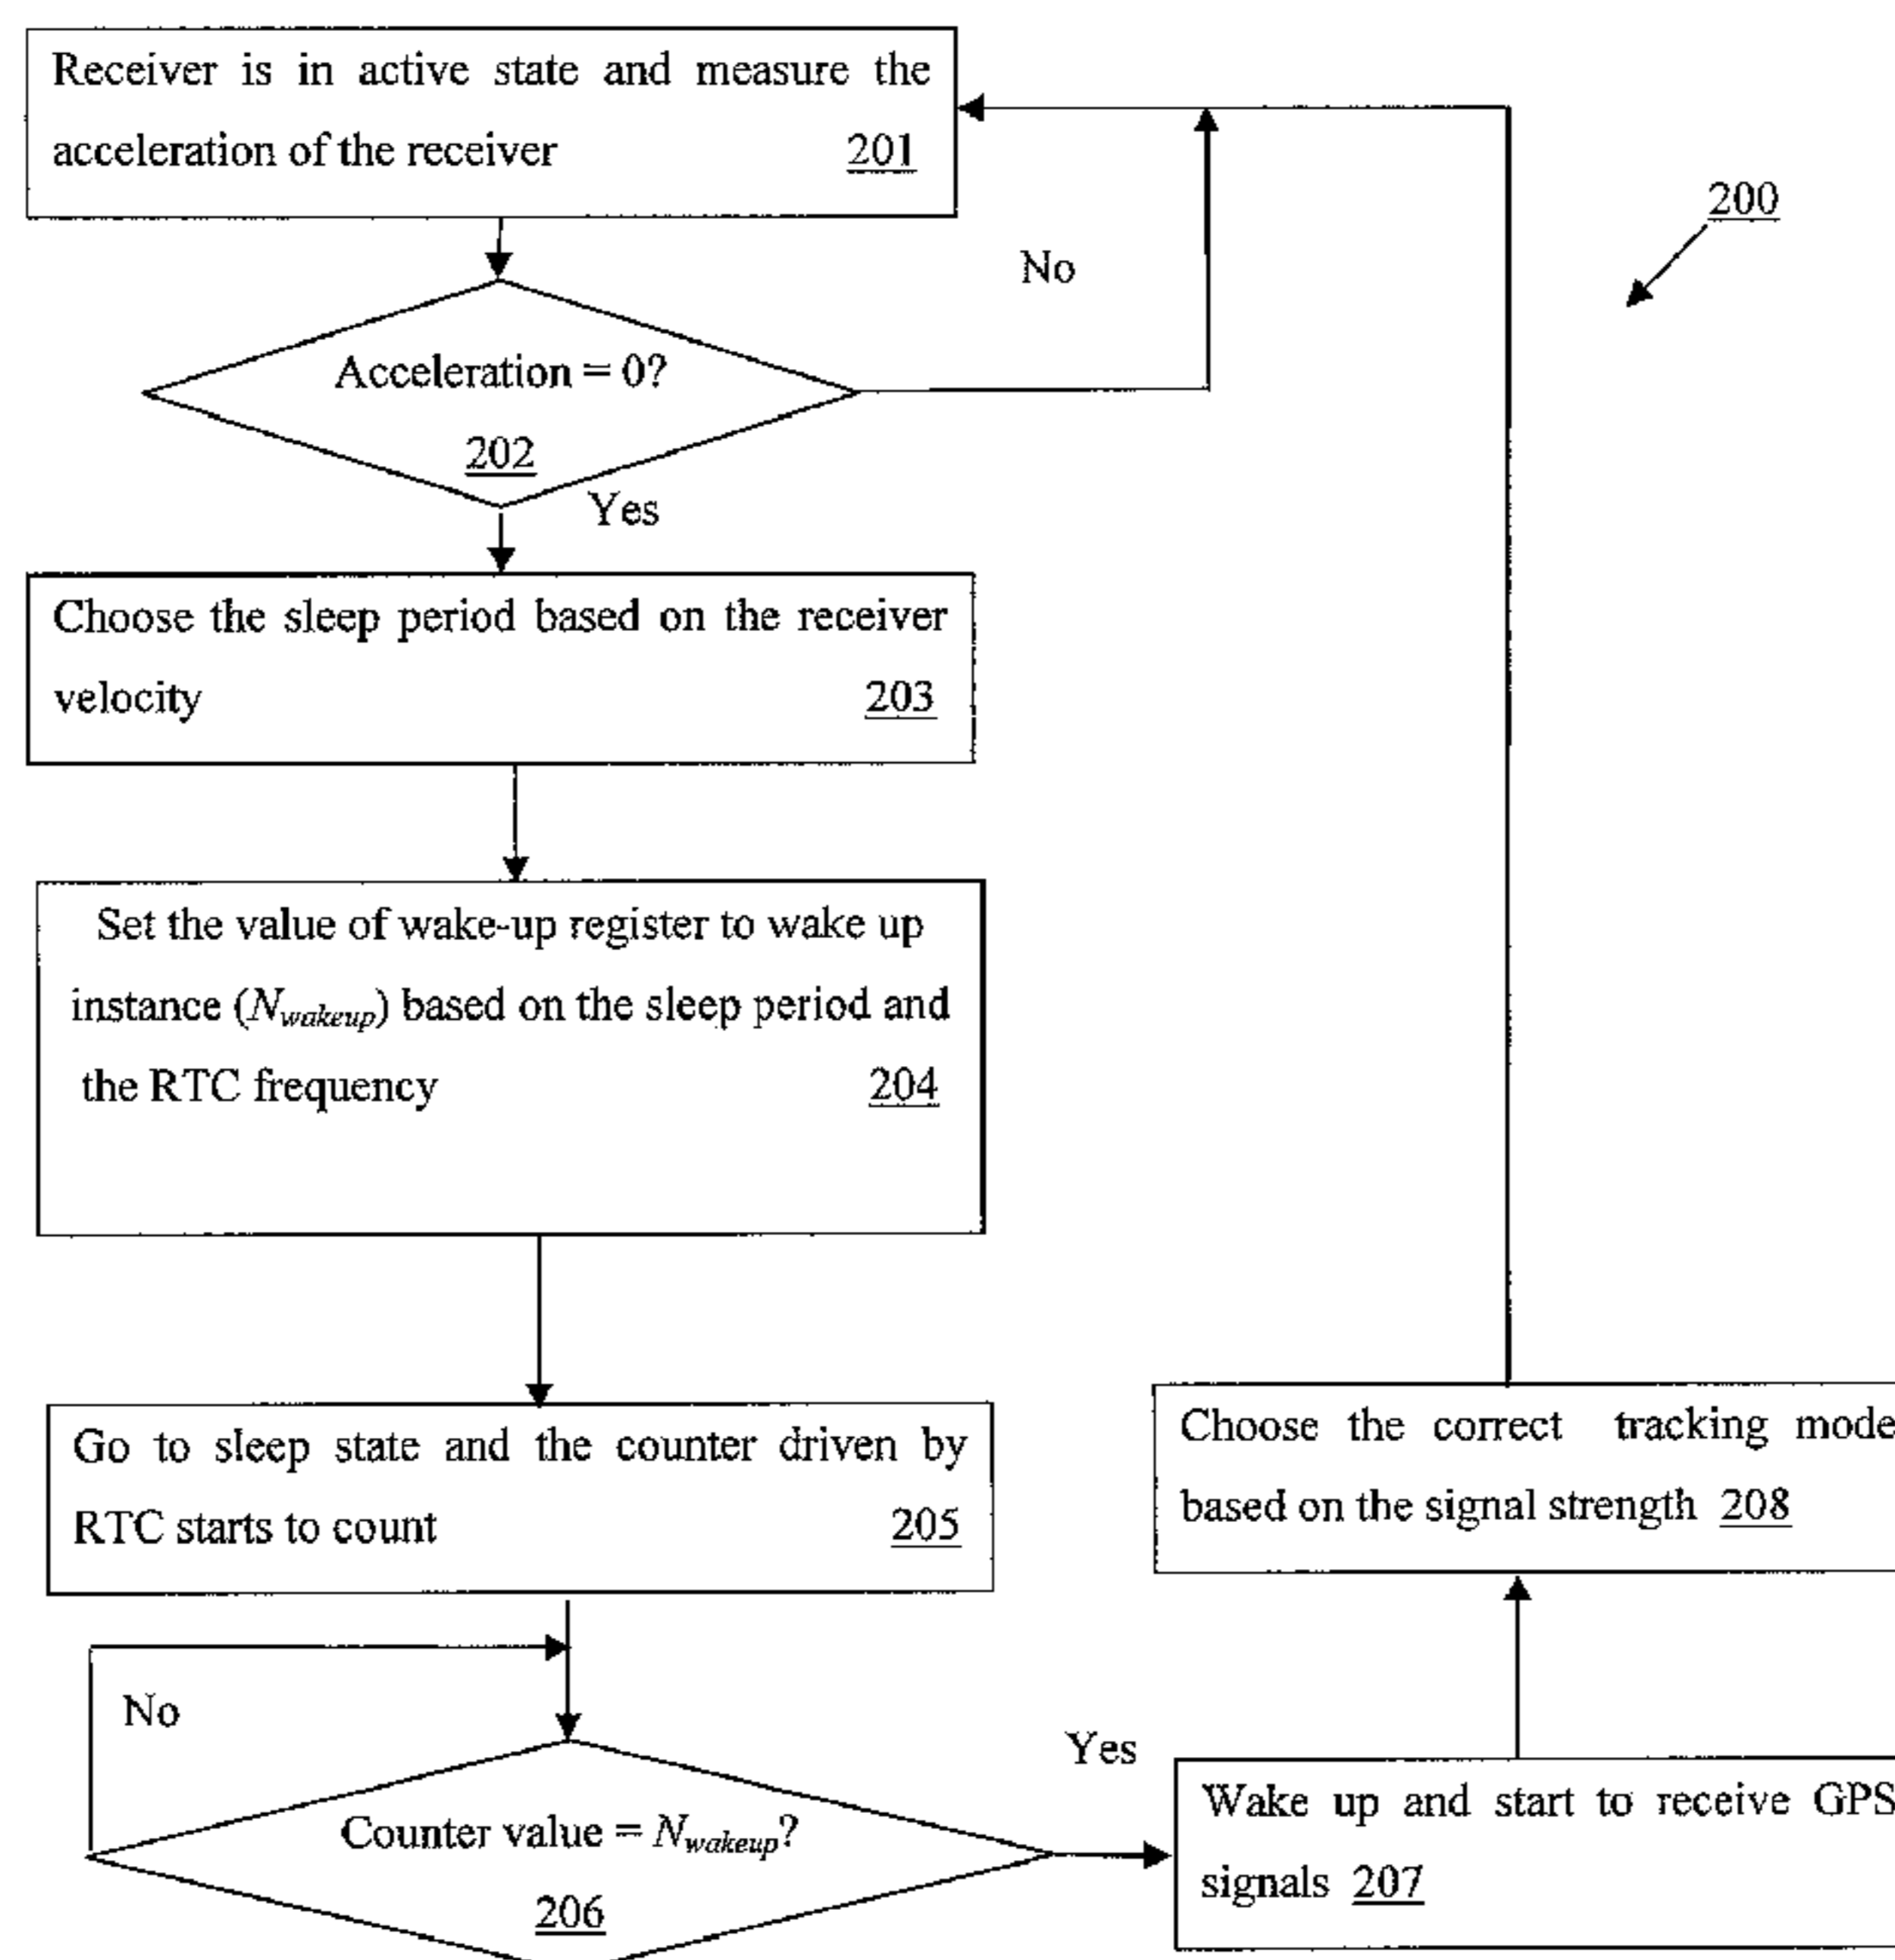 Receiver is in active state and measure the
acceleration of the receiver 201
200
No
Acceleration = 0?
202
Yes
Choose the sleep period based on the receiver
velocity 203
Set the value of wake-up register to wake up
instance (Nwakeup) based on the sleep period and
the RTC frequency 204
Go to sleep state and the counter driven by
RTC starts to count 205
No
Counter value = Nwakeup?
206
Yes
Wake up and start to receive GPS
signals 207
Choose the correct tracking mode
based on the signal strength 208